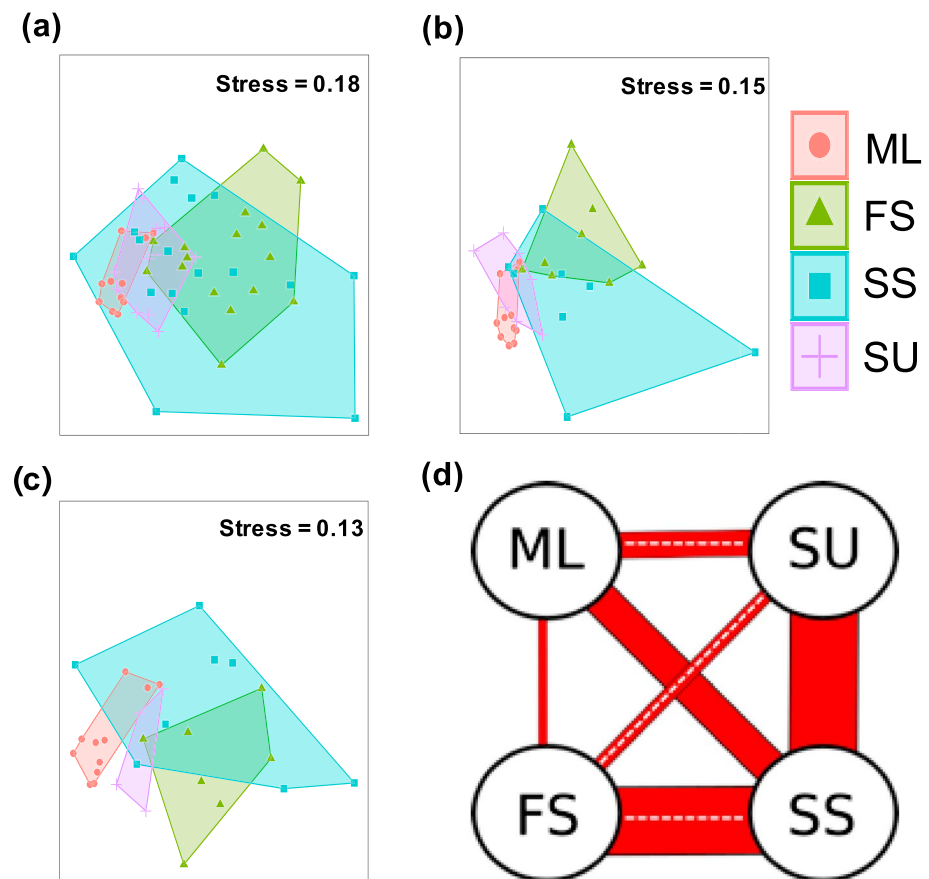 (a)
Stress = 0.18
(b)
Stress = 0.15
ML
FS
SS
SU
(c)
Stress = 0.13
(d)
ML
SU
FS
SS